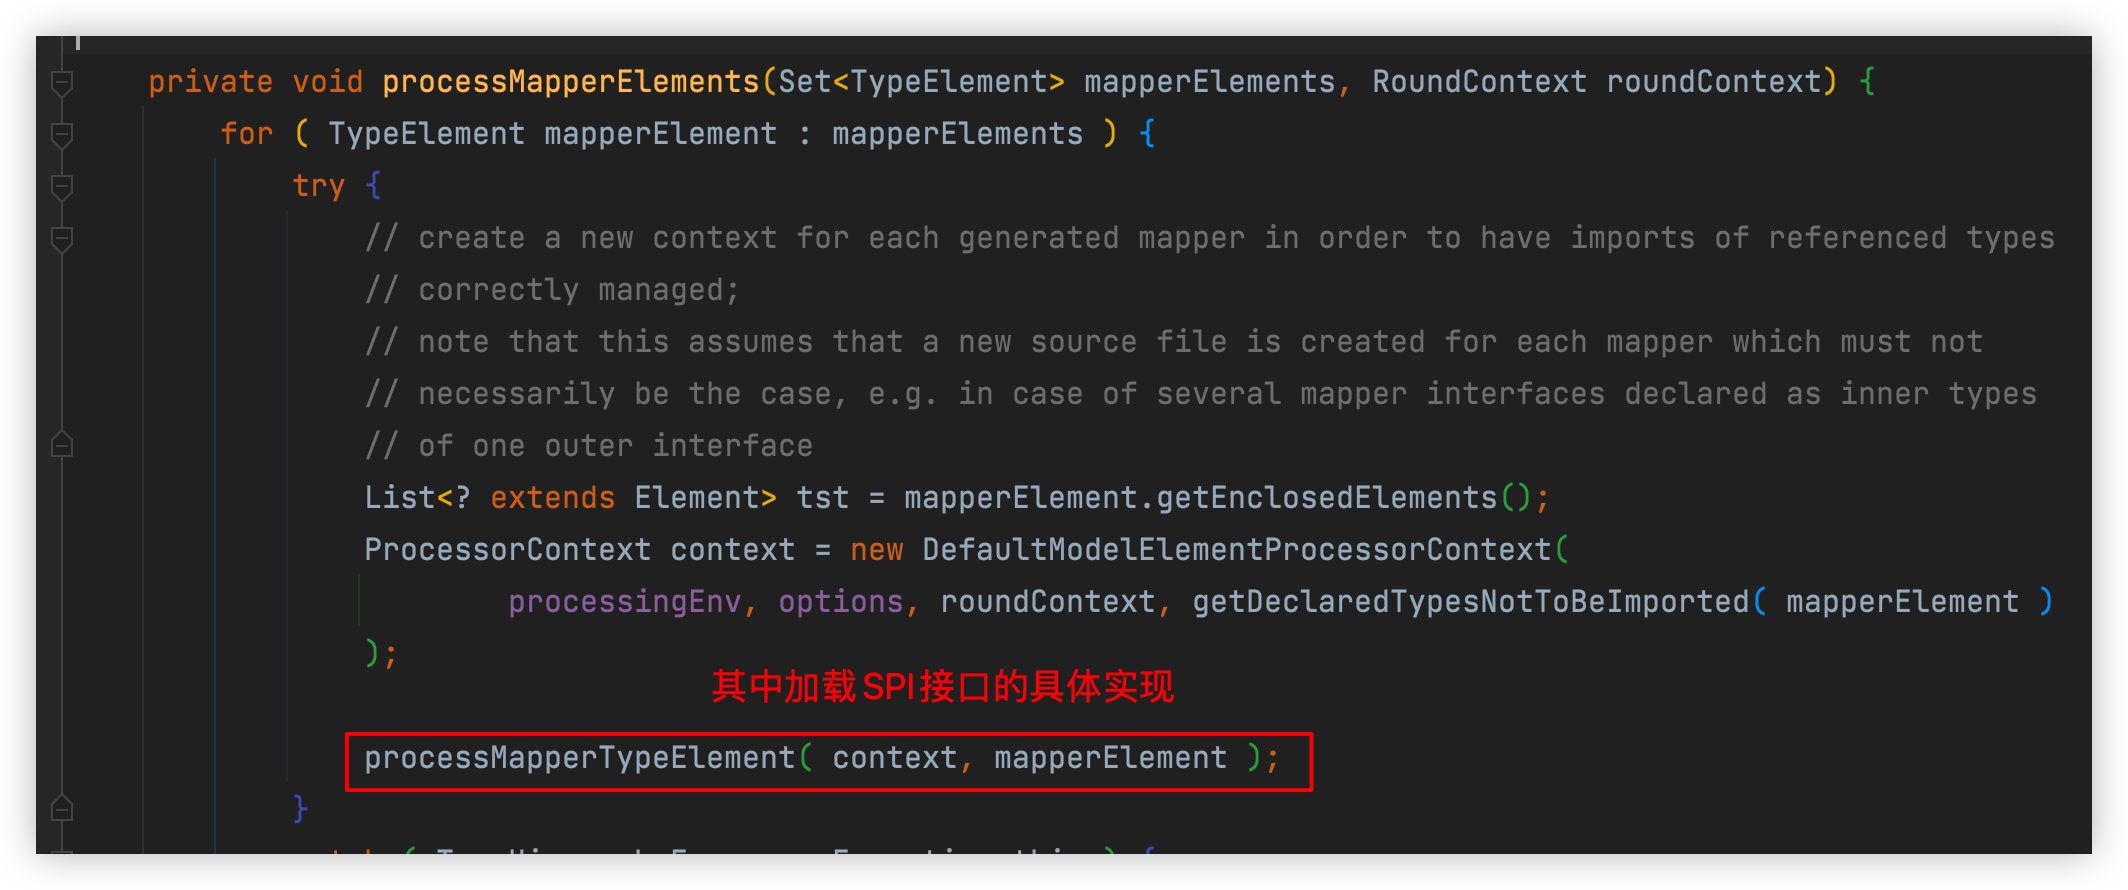 private void processMapperElements(Set<TypeElement> mapperElements, RoundContext roundContext) {
for ( TypeElement mapperElement : mapperElements ) {
try {
// create a new context for each generated mapper in order to have imports of referenced types
// correctly managed;
// note that this assumes that a new source file is created for each mapper which must not
// necessarily be the case, e.g. in case of several mapper interfaces declared as inner types
// of one outer interface
List<? extends Element> tst = mapperElement.getEnclosedElements();
ProcessorContext context = new DefaultModelElementProcessorContext(
processingEnv, options, roundContext, getDeclaredTypesNotToBeImported( mapperElement )
);
其中加载SPI接口的具体实现
processMapperTypeElement( context, mapperElement );
}